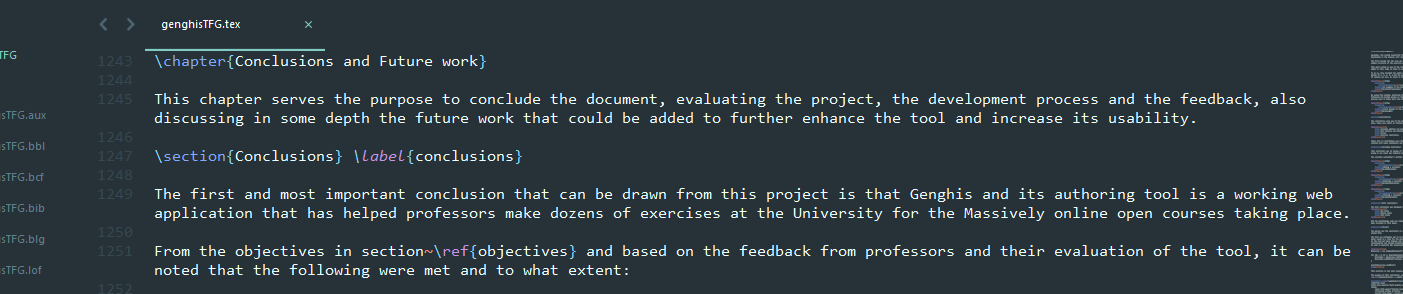 genghisTFG.tex ×
TFG
1243 \chapter{Conclusions and Future work}
1244
1245 This chapter serves the purpose to conclude the document, evaluating the project, the development process and the feedback, also
isTFG.aux
discussing in some depth the future work that could be added to further enhance the tool and increase its usability.
1246
isTFG.bbl
1247 \section{Conclusions} \label{conclusions}
1248
isTFG.bcf
1249 The first and most important conclusion that can be drawn from this project is that Genghis and its authoring tool is a working web
isTFG.bib
application that has helped professors make dozens of exercises at the University for the Massively online open courses taking place.
1250
isTFG.blg
1251 From the objectives in section~\ref{objectives} and based on the feedback from professors and their evaluation of the tool, it can be
isTFG.lof
noted that the following were met and to what extent:
1252